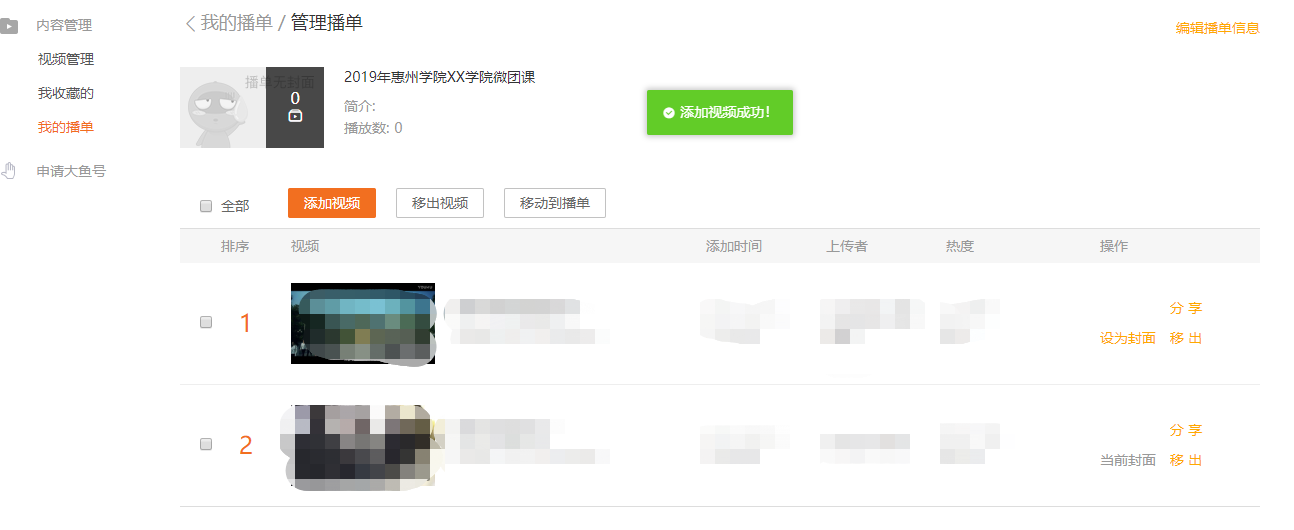 内容管理
视频管理
我收藏的
我的播单
申请大鱼号
我的播单 / 管理播单
编辑播单信息
播单无封面
0
2019年惠州学院XX学院微团课
简介:
播放数: 0
添加视频成功!
全部
添加视频
移出视频
移动到播单
排序 视频 添加时间 上传者 热度 操作
1
分 享
设为封面 移 出
2
分 享
当前封面 移 出